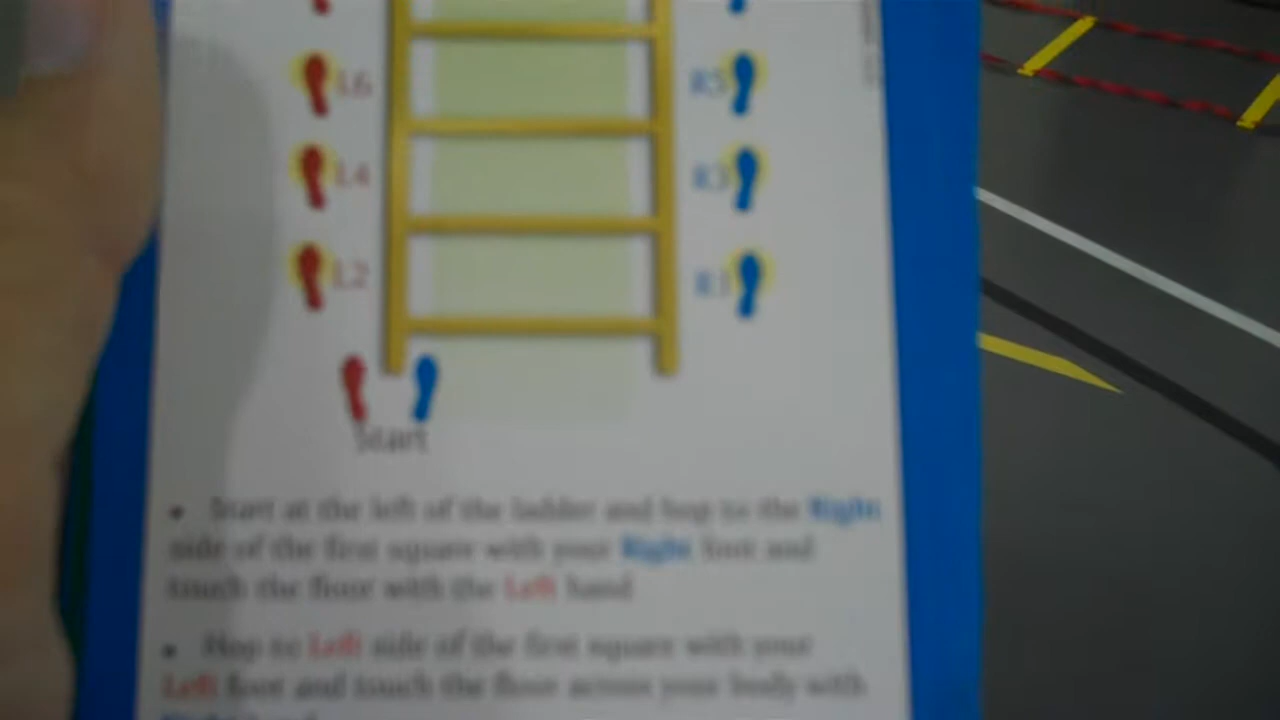 L6
R5
L4
R3
L2
R1
Start
• Start at the left of the ladder and hop to the Right
side of the first square with your Right foot and
touch the floor with the Left hand
• Hop to Left side of the first square with your
Left foot and touch the floor across your body with
Right hand